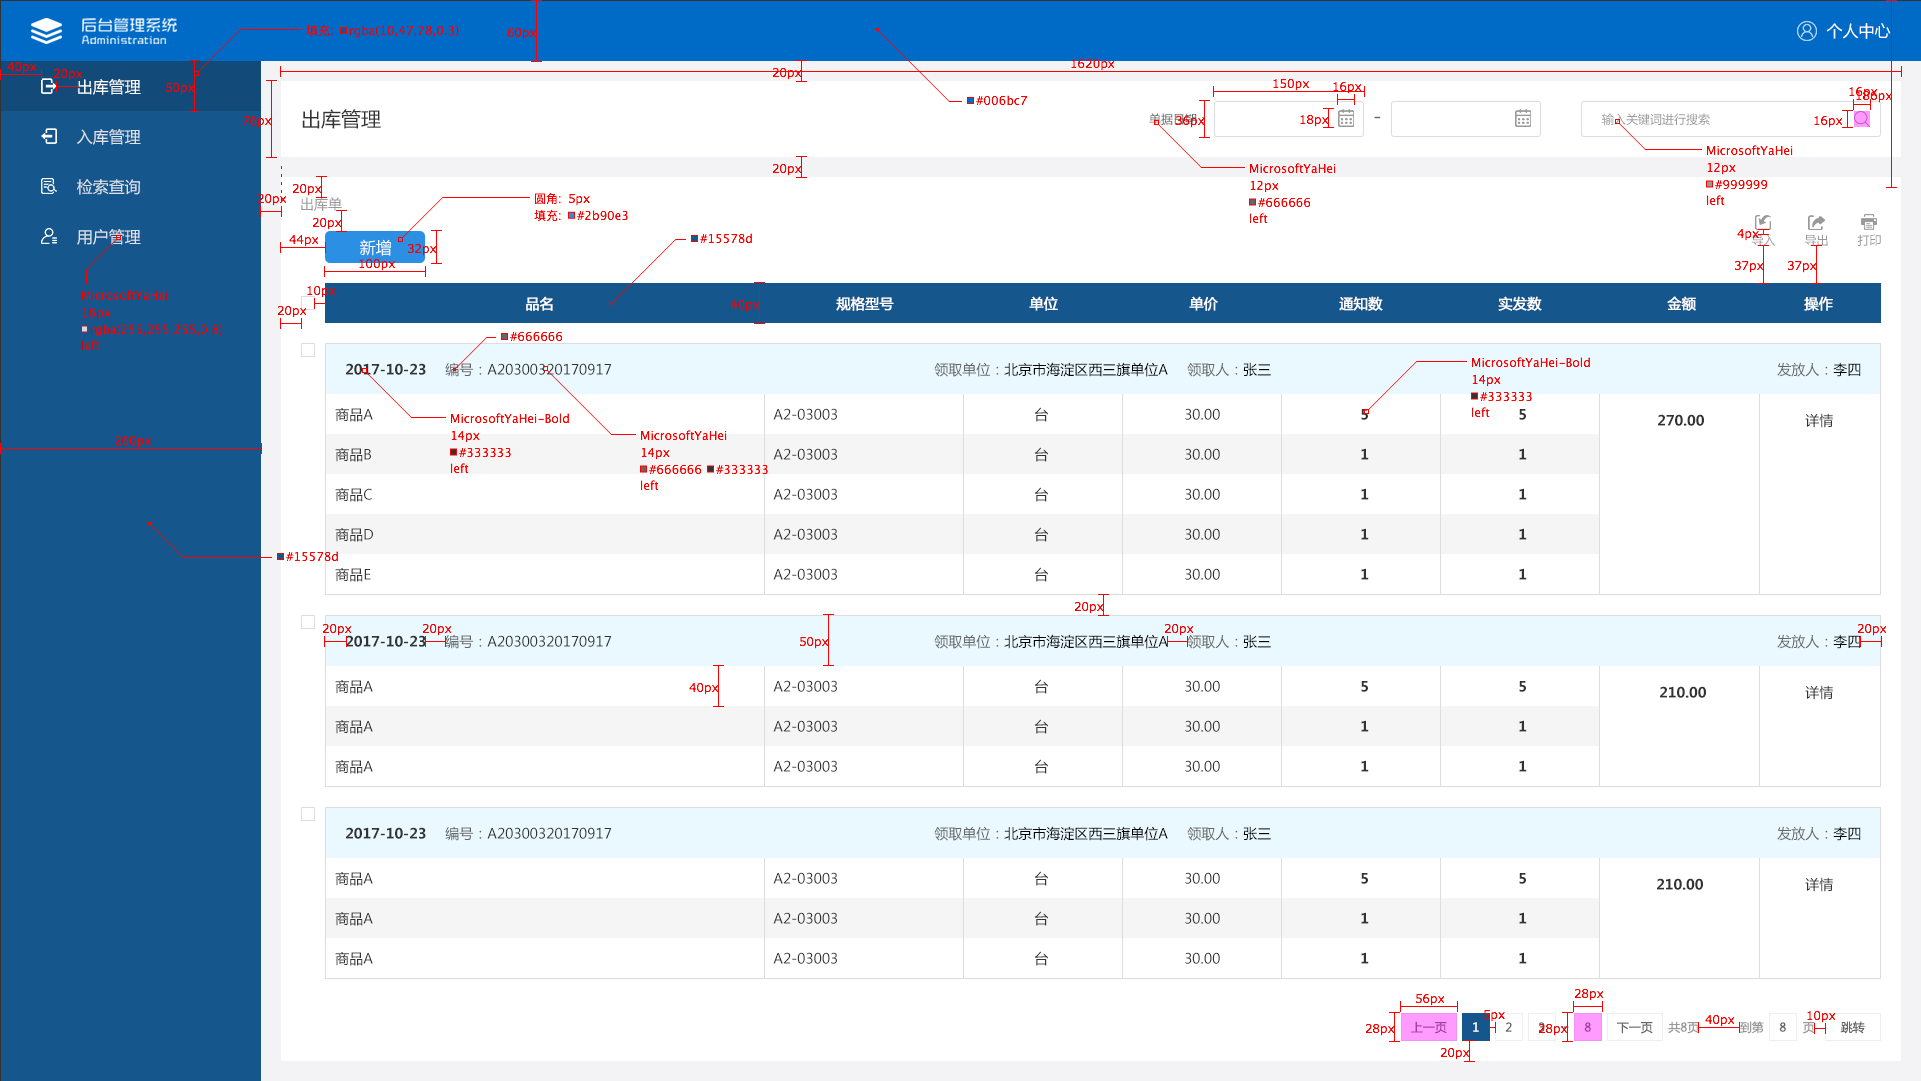 后台管理系统
Administration
填充: rgba(10,47,78,0.3)
60px
个人中心
40px
20px
出库管理
50px
20px
1620px
#006bc7
入库管理
检索查询
用户管理
MicrosoftYaHei
16px
rgba(255,255,255,0.8)
left
260px
#15578d
76px
出库管理
单据日期
36px
150px
16px
18px
-
输入关键词进行搜索
16px
16px
186px
MicrosoftYaHei
12px
#666666
left
MicrosoftYaHei
12px
#999999
left
20px
20px
20px
出库单
20px
圆角: 5px
填充: #2b90e3
44px
新增
32px
100px
#15578d
4px
导入
导出
打印
37px
37px
10px
20px
品名
40px
规格型号
单位
单价
通知数
实发数
金额
操作
#666666
2017-10-23
编号：A20300320170917
领取单位：北京市海淀区西三旗单位A
领取人：张三
发放人：李四
MicrosoftYaHei-Bold
14px
#333333
left
MicrosoftYaHei
14px
#666666 #333333
left
MicrosoftYaHei-Bold
14px
#333333
left
商品A A2-03003 台 30.00 5 5 270.00 详情
商品B A2-03003 台 30.00 1 1
商品C A2-03003 台 30.00 1 1
商品D A2-03003 台 30.00 1 1
商品E A2-03003 台 30.00 1 1
20px
20px
20px
50px
20px
20px
2017-10-23 编号：A20300320170917 领取单位：北京市海淀区西三旗单位A 领取人：张三 发放人：李四
40px
商品A A2-03003 台 30.00 5 5 210.00 详情
商品A A2-03003 台 30.00 1 1
商品A A2-03003 台 30.00 1 1
2017-10-23 编号：A20300320170917 领取单位：北京市海淀区西三旗单位A 领取人：张三 发放人：李四
商品A A2-03003 台 30.00 5 5 210.00 详情
商品A A2-03003 台 30.00 1 1
商品A A2-03003 台 30.00 1 1
56px
28px
28px
上一页
1
5px
2
28px
8
下一页
共8页
40px
到第
8
页
10px
跳转
20px